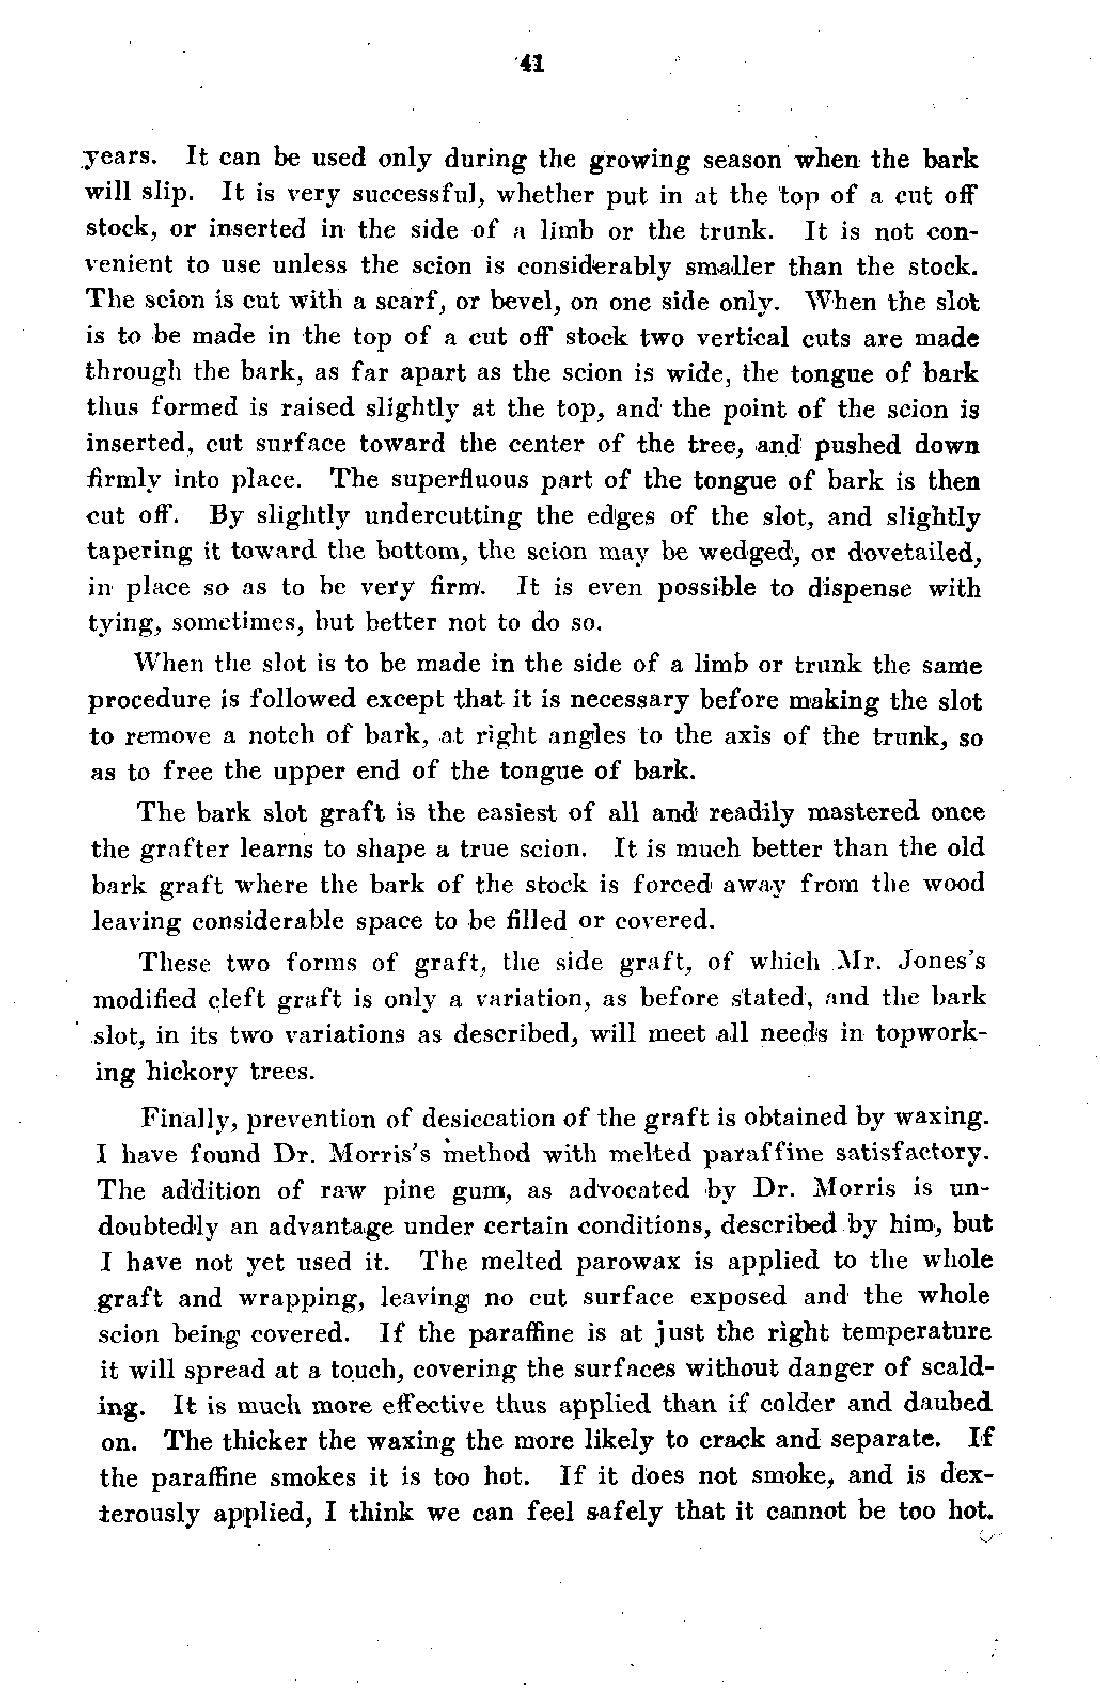 41
years. It can be used only during the growing season when the bark
will slip. It is very successful, whether put in at the top of a cut off
stock, or inserted in the side of a limb or the trunk. It is not con-
venient to use unless the scion is considerably smaller than the stock.
The scion is cut with a scarf, or bevel, on one side only. When the slot
is to be made in the top of a cut off stock two vertical cuts are made
through the bark, as far apart as the scion is wide, the tongue of bark
thus formed is raised slightly at the top, and the point of the scion is
inserted, cut surface toward the center of the tree, and pushed down
firmly into place. The superfluous part of the tongue of bark is then
cut off. By slightly undercutting the edges of the slot, and slightly
tapering it toward the bottom, the scion may be wedged, or dovetailed,
in place so as to be very firm. It is even possible to dispense with
tying, sometimes, but better not to do so.
When the slot is to be made in the side of a limb or trunk the same
procedure is followed except that it is necessary before making the slot
to remove a notch of bark, at right angles to the axis of the trunk, so
as to free the upper end of the tongue of bark.
The bark slot graft is the easiest of all and readily mastered once
the grafter learns to shape a true scion. It is much better than the old
bark graft where the bark of the stock is forced away from the wood
leaving considerable space to be filled or covered.
These two forms of graft, the side graft, of which Mr. Jones's
modified cleft graft is only a variation, as before stated, and the bark
slot, in its two variations as described, will meet all needs in topwork-
ing hickory trees.
Finally, prevention of desiccation of the graft is obtained by waxing.
I have found Dr. Morris's method with melted paraffine satisfactory.
The addition of raw pine gum, as advocated by Dr. Morris is un-
doubtedly an advantage under certain conditions, described by him, but
I have not yet used it. The melted parowax is applied to the whole
graft and wrapping, leaving no cut surface exposed and the whole
scion being covered. If the paraffine is at just the right temperature
it will spread at a touch, covering the surfaces without danger of scald-
ing. It is much more effective thus applied than if colder and daubed
on. The thicker the waxing the more likely to crack and separate. If
the paraffine smokes it is too hot. If it does not smoke, and is dex-
terously applied, I think we can feel safely that it cannot be too hot.